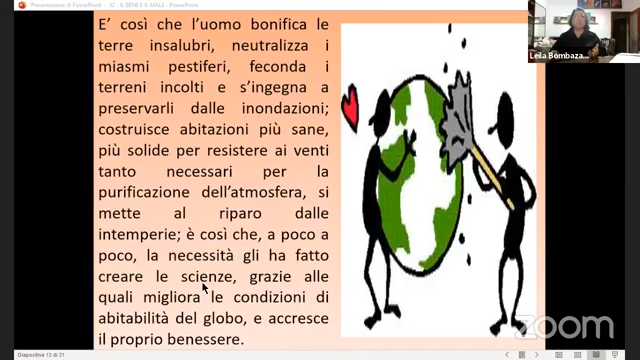 Presentazione di PowerPoint - 12 - IL BENE E IL MALE - PowerPoint
E' così che l'uomo bonifica le
terre insalubri, neutralizza i
miasmi pestiferi, feconda i
terreni incolti e s'ingegna a
preservarli dalle inondazioni;
costruisce abitazioni più sane,
più solide per resistere ai venti
tanto necessari per la
purificazione dell'atmosfera, si
mette al riparo dalle
intemperie; è così che, a poco a
poco, la necessità gli ha fatto
creare le scienze, grazie alle
quali migliora le condizioni di
abitabilità del globo, e accresce
il proprio benessere.
Leila Bombaza...
zoom
Diapositiva 13 di 31